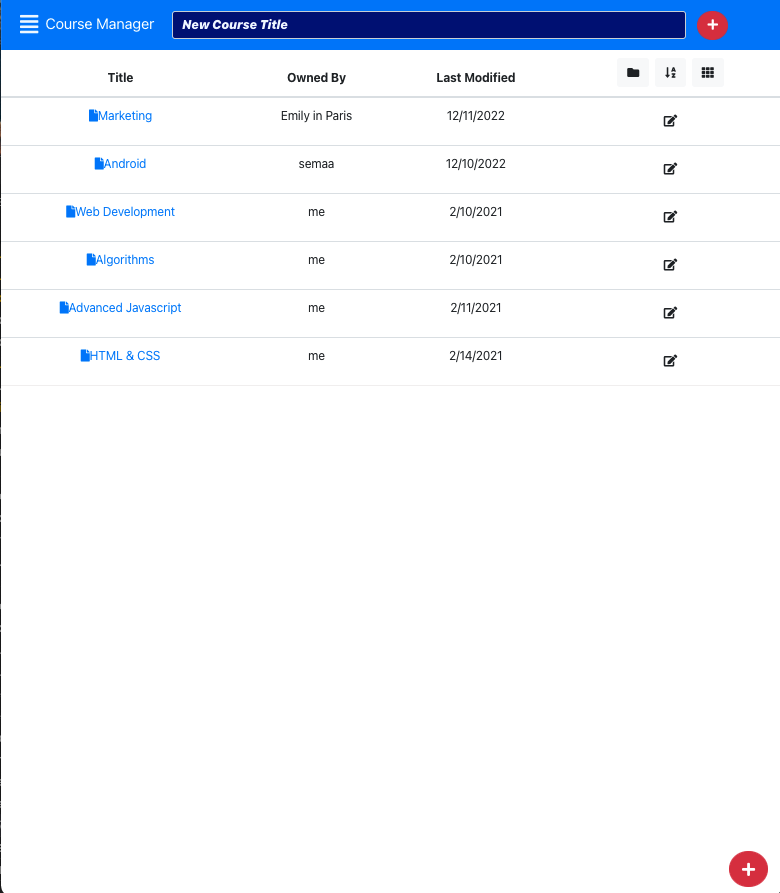 Course Manager New Course Title
Title Owned By Last Modified
Marketing Emily in Paris 12/11/2022
Android semaa 12/10/2022
Web Development me 2/10/2021
Algorithms me 2/10/2021
Advanced Javascript me 2/11/2021
HTML & CSS me 2/14/2021